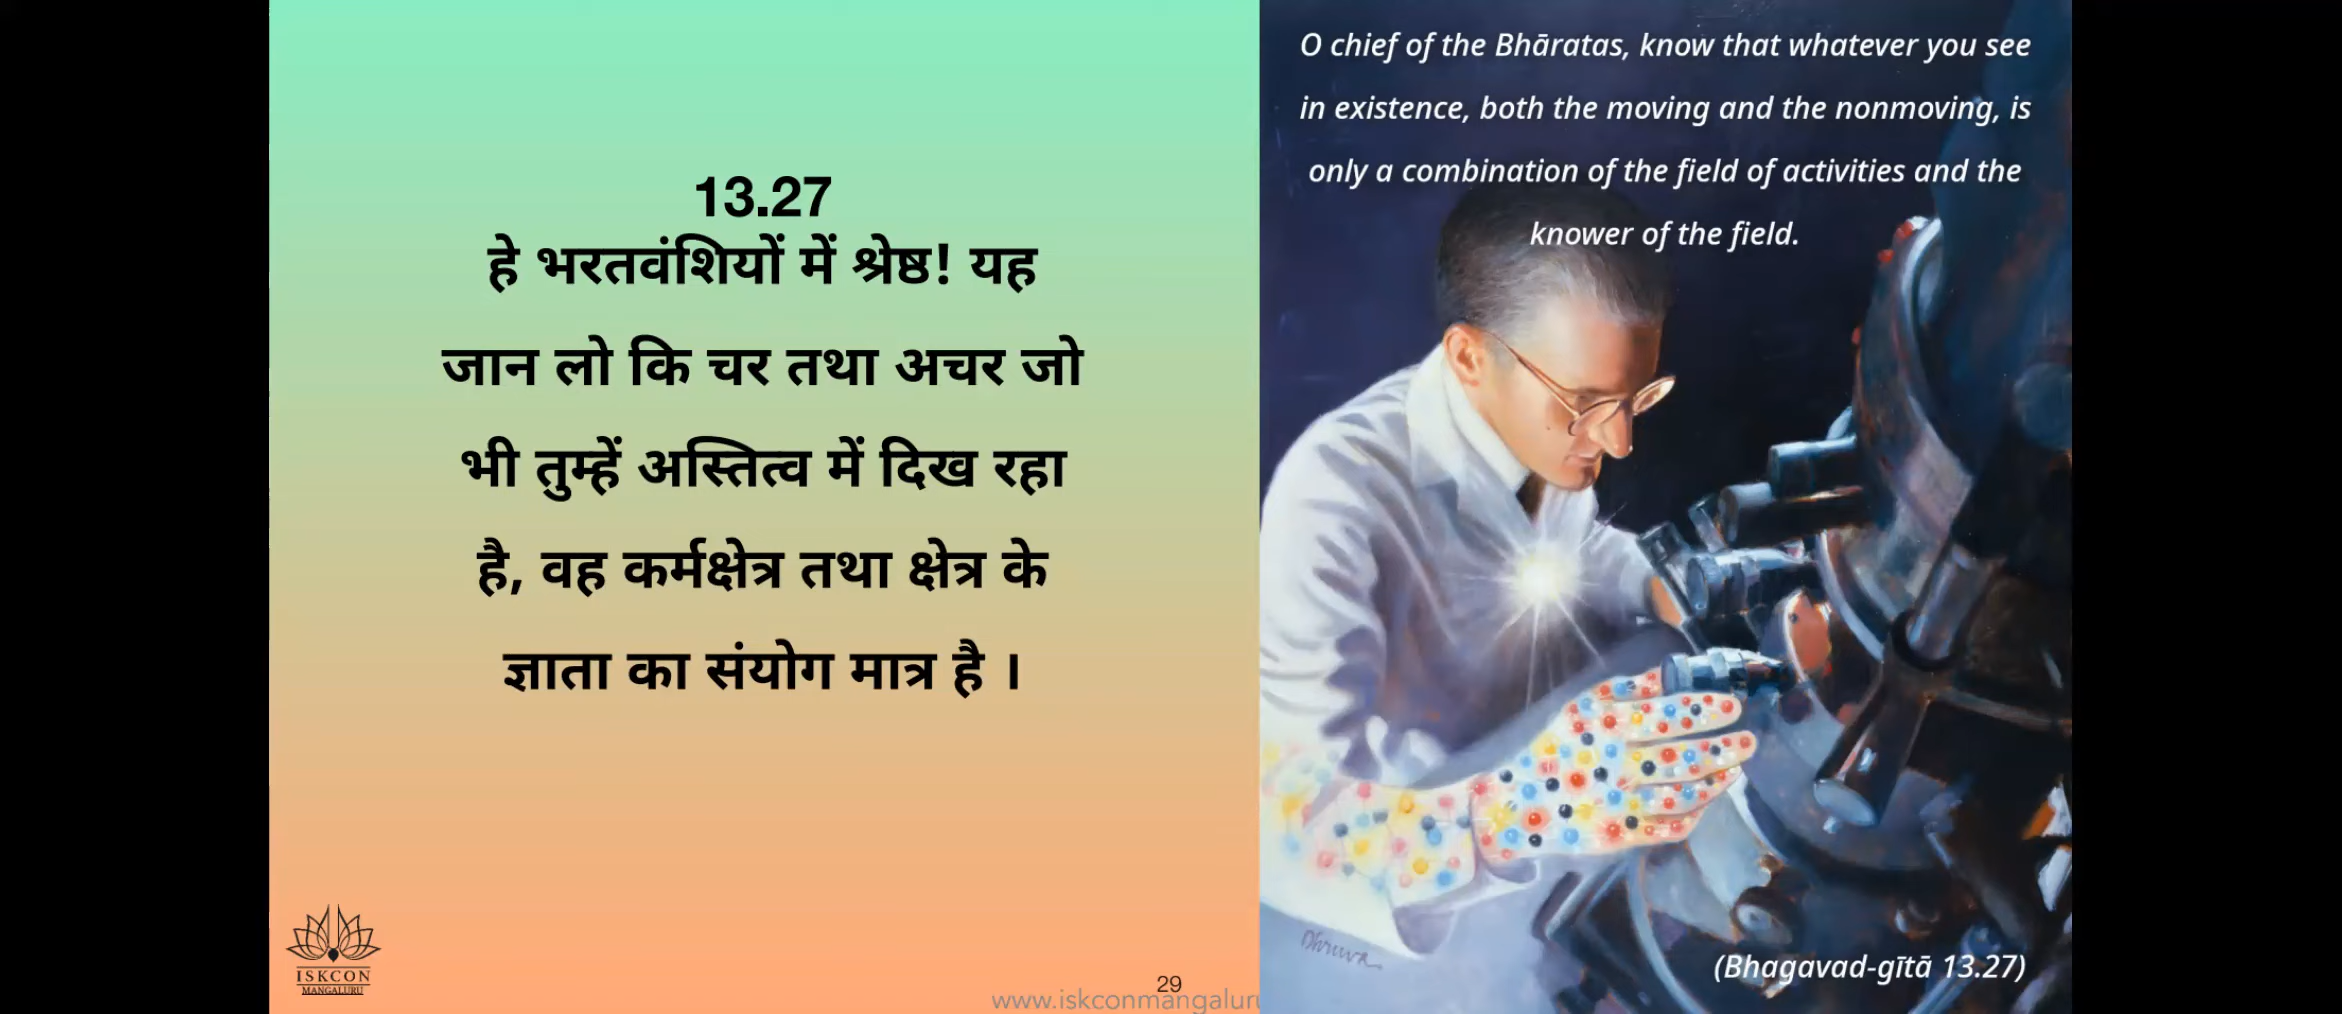 13.27
हे भरतवंशियों में श्रेष्ठ! यह
जान लो कि चर तथा अचर जो
भी तुम्हें अस्तित्व में दिख रहा
है, वह कर्मक्षेत्र तथा क्षेत्र के
ज्ञाता का संयोग मात्र है ।
ISKCON
MANGALURU
29
www.iskconmangaluru
O chief of the Bhāratas, know that whatever you see
in existence, both the moving and the nonmoving, is
only a combination of the field of activities and the
knower of the field.
Dhruva
(Bhagavad-gītā 13.27)